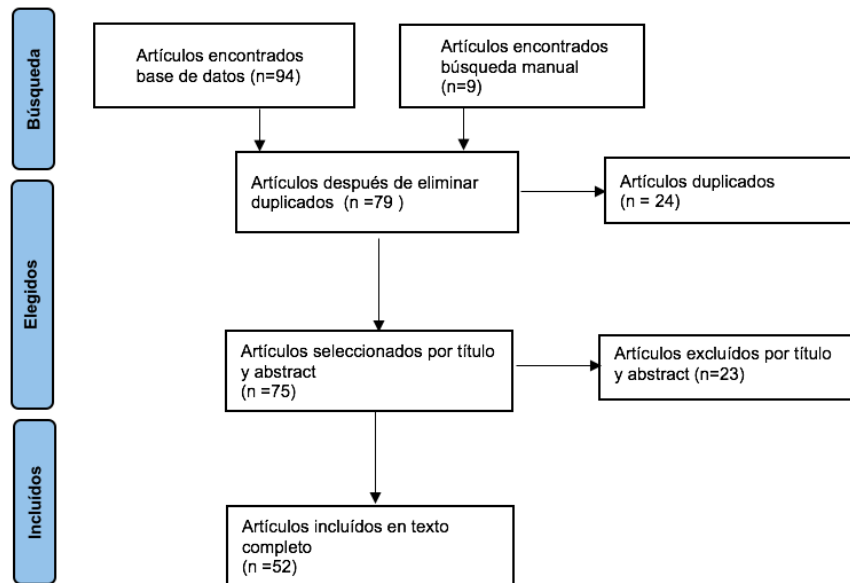 Búsqueda
Artículos encontrados
base de datos (n=94)
Artículos encontrados
búsqueda manual
(n=9)
Elegidos
Artículos después de eliminar
duplicados (n =79 )
Artículos duplicados
(n = 24)
Artículos seleccionados por título
y abstract
(n =75)
Artículos excluídos por título
y abstract (n=23)
Incluídos
Artículos incluídos en texto
completo
(n =52)